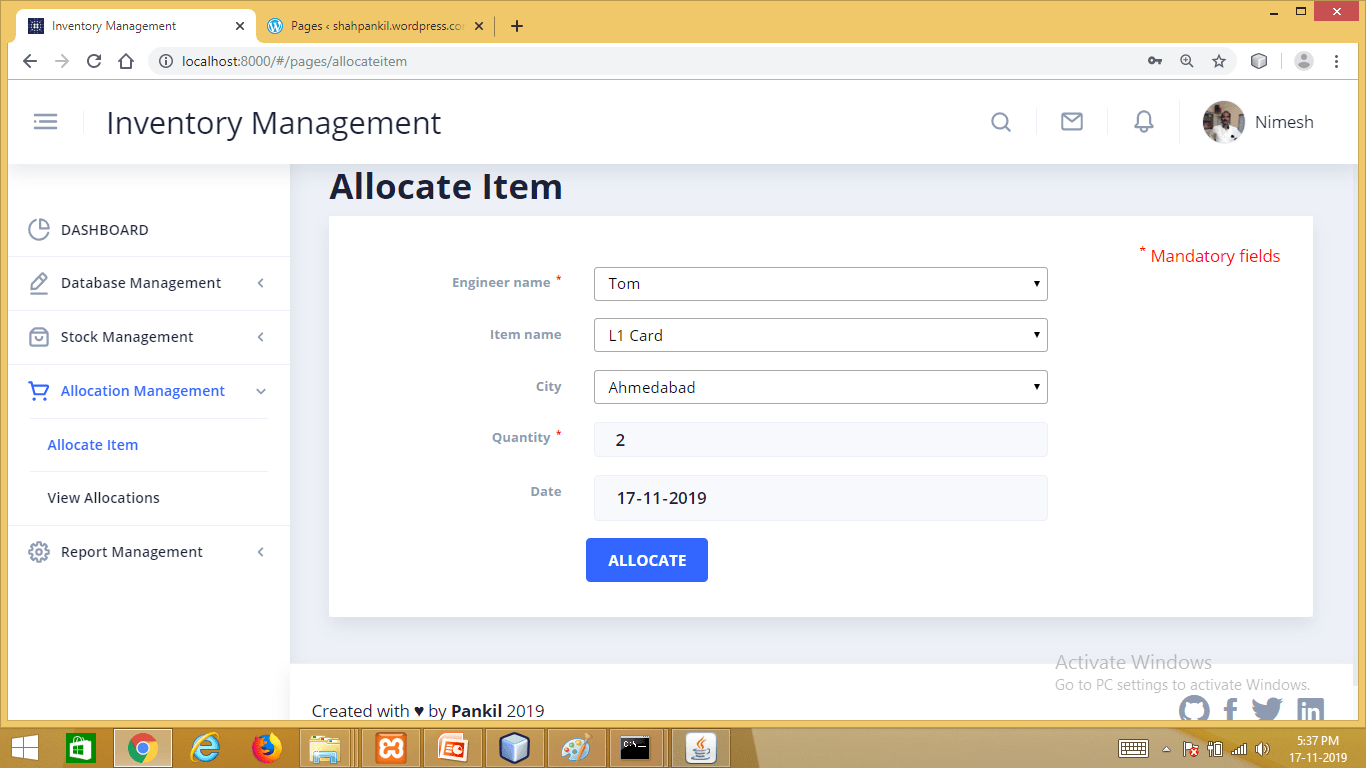 Inventory Management
Pages ‹ shahpankil.wordpress.co
localhost:8000/#/pages/allocateitem
Inventory Management
Nimesh
DASHBOARD
Database Management
Stock Management
Allocation Management
Allocate Item
View Allocations
Report Management
Allocate Item
* Mandatory fields
Engineer name * Tom
Item name L1 Card
City Ahmedabad
Quantity * 2
Date 17-11-2019
ALLOCATE
Activate Windows
Go to PC settings to activate Windows.
Created with ♥ by Pankil 2019
5:37 PM
17-11-2019